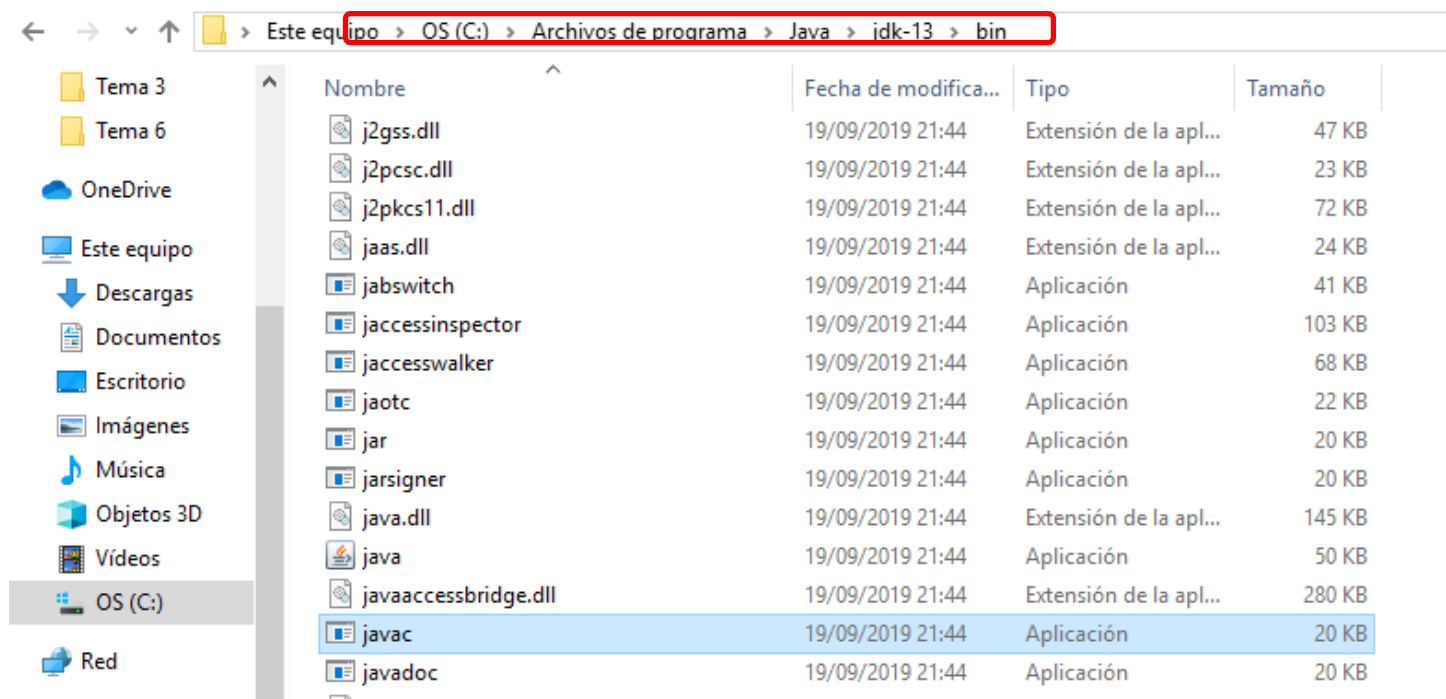 Este equipo > OS (C:) > Archivos de programa > Java > jdk-13 > bin
Tema 3
Tema 6
OneDrive
Este equipo
Descargas
Documentos
Escritorio
Imágenes
Música
Objetos 3D
Vídeos
OS (C:)
Red
Nombre Fecha de modifica... Tipo Tamaño
j2gss.dll 19/09/2019 21:44 Extensión de la apl... 47 KB
j2pcsc.dll 19/09/2019 21:44 Extensión de la apl... 23 KB
j2pkcs11.dll 19/09/2019 21:44 Extensión de la apl... 72 KB
jaas.dll 19/09/2019 21:44 Extensión de la apl... 24 KB
jabswitch 19/09/2019 21:44 Aplicación 41 KB
jaccessinspector 19/09/2019 21:44 Aplicación 103 KB
jaccesswalker 19/09/2019 21:44 Aplicación 68 KB
jaotc 19/09/2019 21:44 Aplicación 22 KB
jar 19/09/2019 21:44 Aplicación 20 KB
jarsigner 19/09/2019 21:44 Aplicación 20 KB
java.dll 19/09/2019 21:44 Extensión de la apl... 145 KB
java 19/09/2019 21:44 Aplicación 50 KB
javaaccessbridge.dll 19/09/2019 21:44 Extensión de la apl... 280 KB
javac 19/09/2019 21:44 Aplicación 20 KB
javadoc 19/09/2019 21:44 Aplicación 20 KB